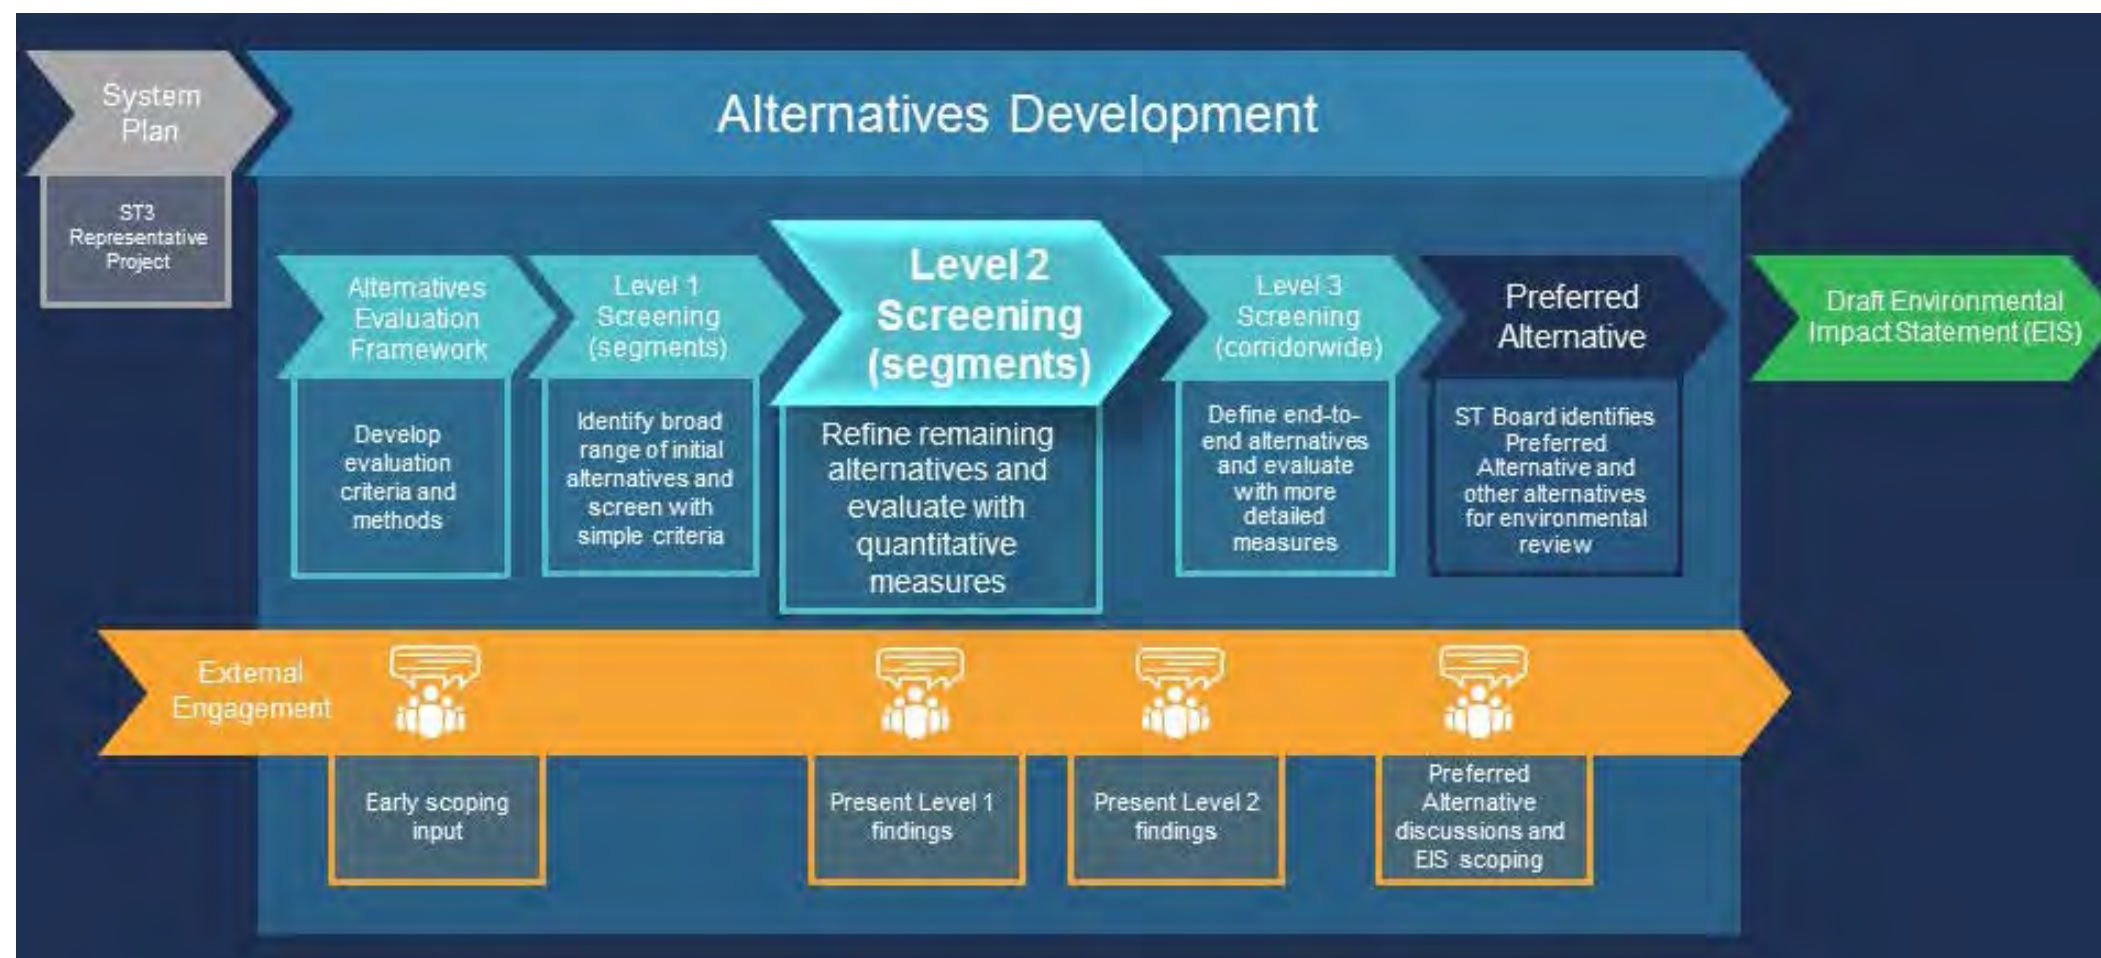 System
Plan
Alternatives Development
ST3
Representative
Project
Alternatives
Evaluation
Framework
Develop
evaluation
criteria and
methods
Level 1
Screening
(segments)
Identify broad
range of initial
alternatives and
screen with
simple criteria
Level 2
Screening
(segments)
Refine remaining
alternatives and
evaluate with
quantitative
measures
Level 3
Screening
(corridorwide)
Define end-to-
end alternatives
and evaluate
with more
detailed
measures
Preferred
Alternative
ST Board identifies
Preferred
Alternative and
other alternatives
for environmental
review
Draft Environmental
Impact Statement (EIS)
External
Engagement
Early scoping
input
Present Level 1
findings
Present Level 2
findings
Preferred
Alternative
discussions and
EIS scoping